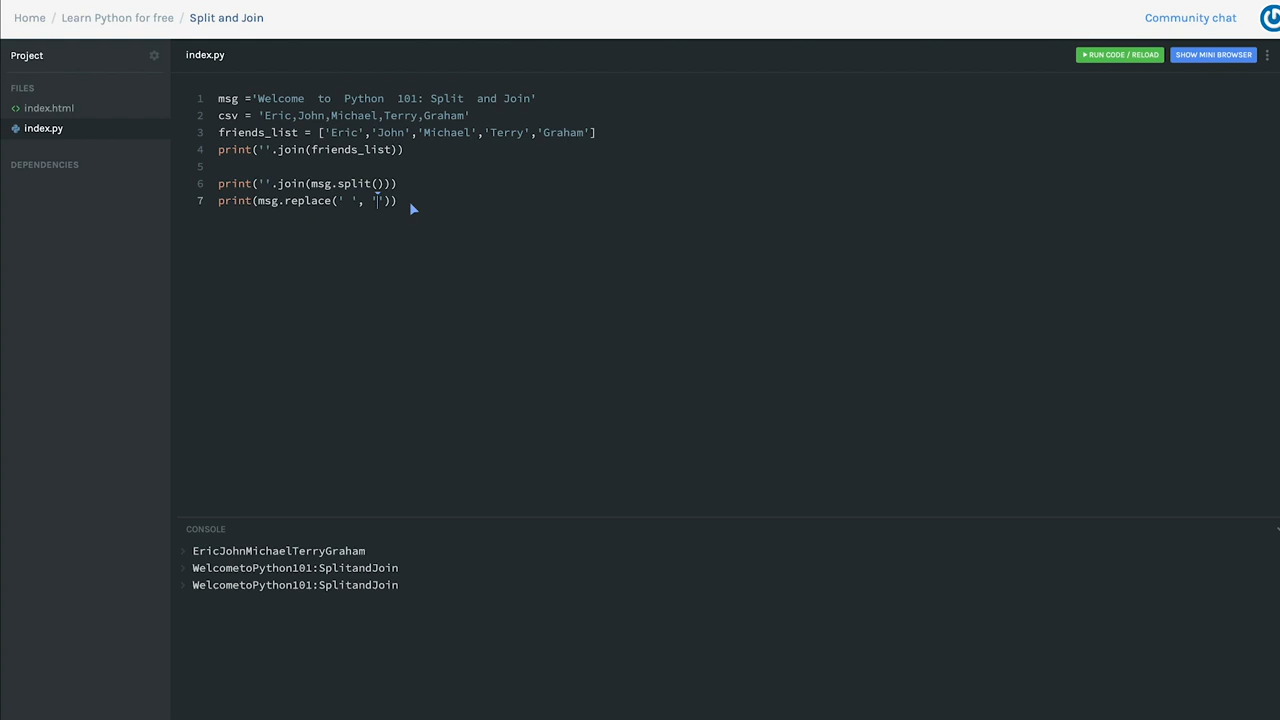 Home / Learn Python for free / Split and Join
Community chat
Project
index.py
RUN CODE / RELOAD
SHOW MINI BROWSER
FILES
index.html
index.py
DEPENDENCIES
1 msg ='Welcome  to  Python  101: Split  and Join'
2 csv = 'Eric,John,Michael,Terry,Graham'
3 friends_list = ['Eric','John','Michael','Terry','Graham']
4 print(''.join(friends_list))
5
6 print(''.join(msg.split()))
7 print(msg.replace(' ', ''))
CONSOLE
EricJohnMichaelTerryGraham
WelcometoPython101:SplitandJoin
WelcometoPython101:SplitandJoin